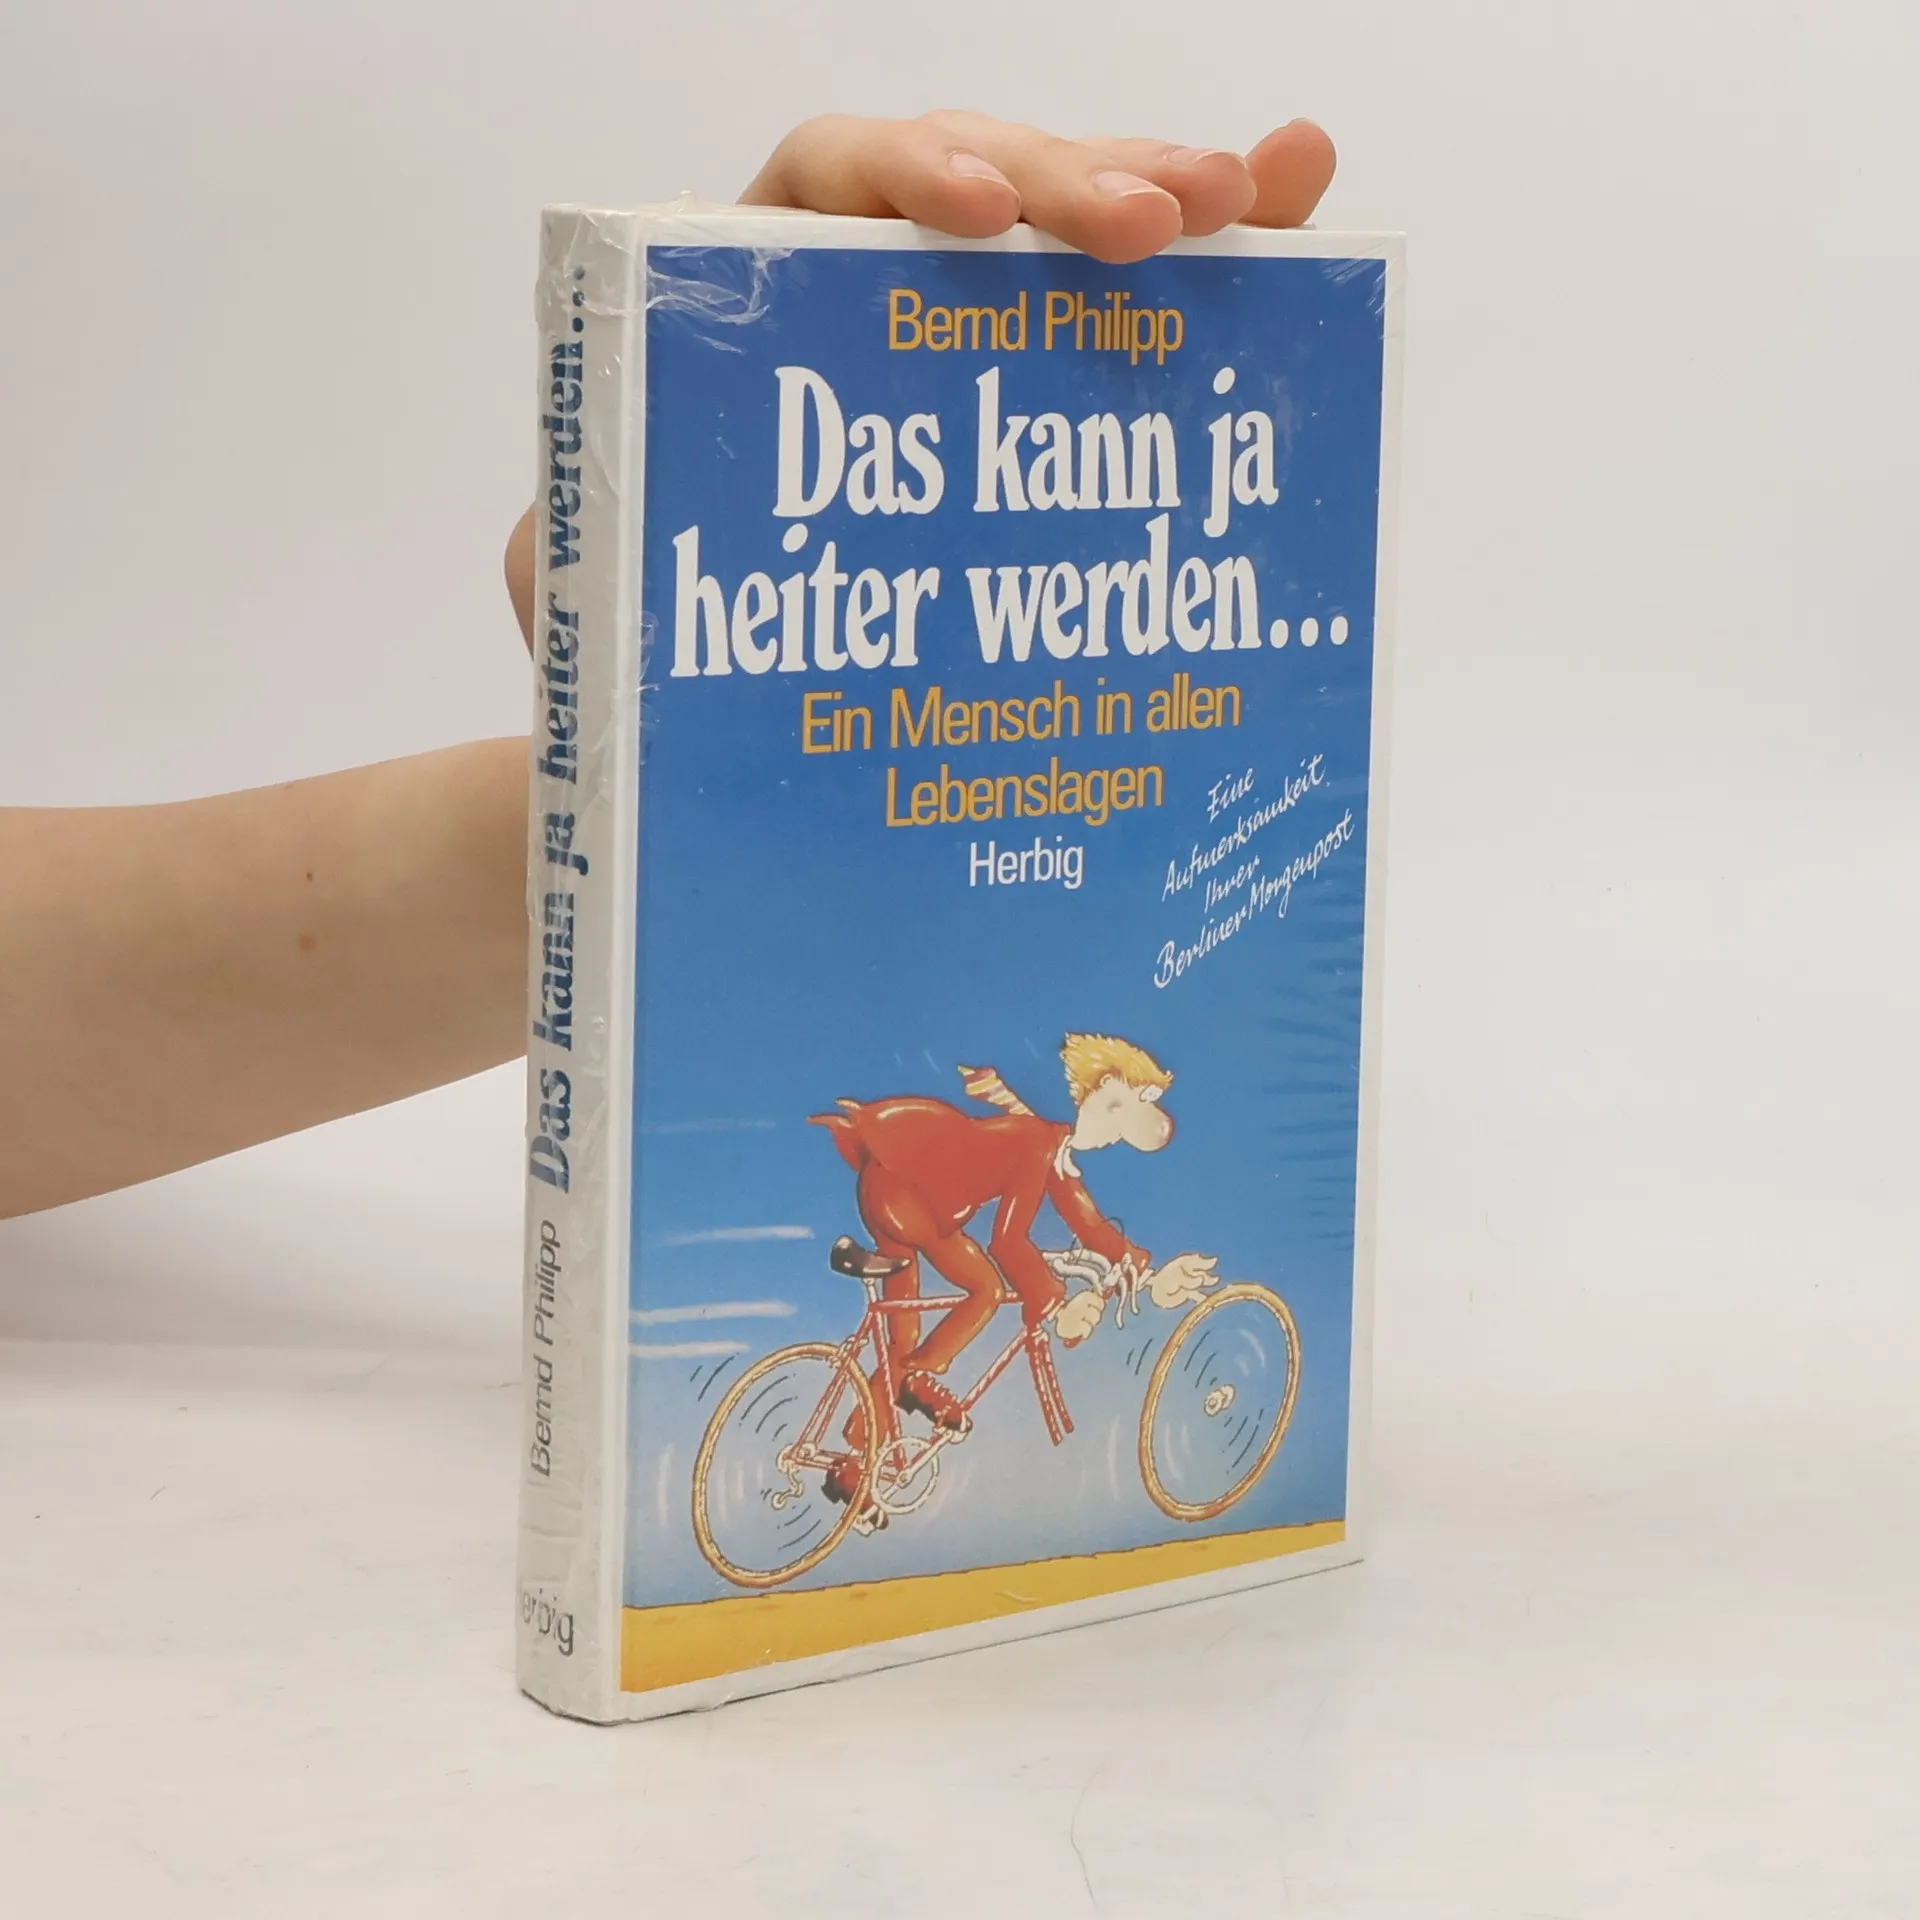 Bernd Philipp
Das kann ja
heiter werden...
Ein Mensch in allen
Lebenslagen
Herbig
Eine
Aufmerksamkeit
Ihrer
Berliner Morgenpost
Bernd Philipp Das kann ja heiter werden...
erbig